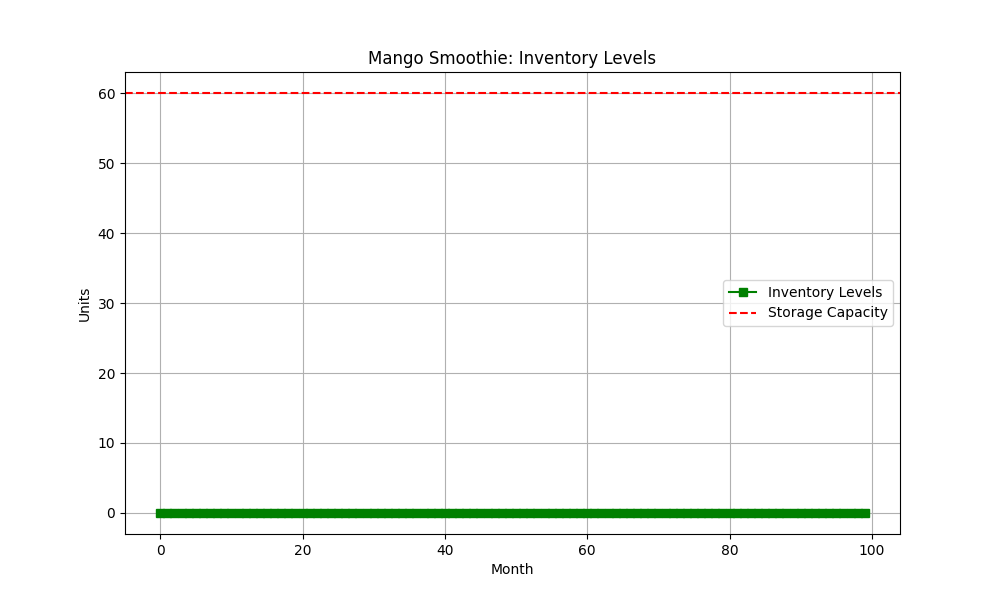 Mango Smoothie: Inventory Levels
60
50
40
30
20
10
0
Units
Inventory Levels
Storage Capacity
0 20 40 60 80 100
Month